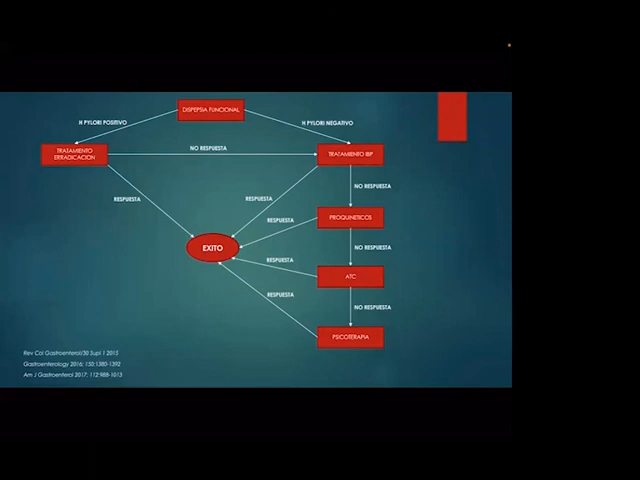 DISPEPSIA FUNCIONAL
H PYLORI POSITIVO
H PYLORI NEGATIVO
TRATAMIENTO
ERRADICACION
NO RESPUESTA
TRATAMIENTO IBP
RESPUESTA
RESPUESTA
NO RESPUESTA
RESPUESTA
PROQUINETICOS
EXITO
NO RESPUESTA
RESPUESTA
ATC
RESPUESTA
NO RESPUESTA
PSICOTERAPIA
Rev Col Gastroenterol/30 Supl 1 2015
Gastroenterology 2016; 150:1380-1392
Am J Gastroenterol 2017; 112:988-1013